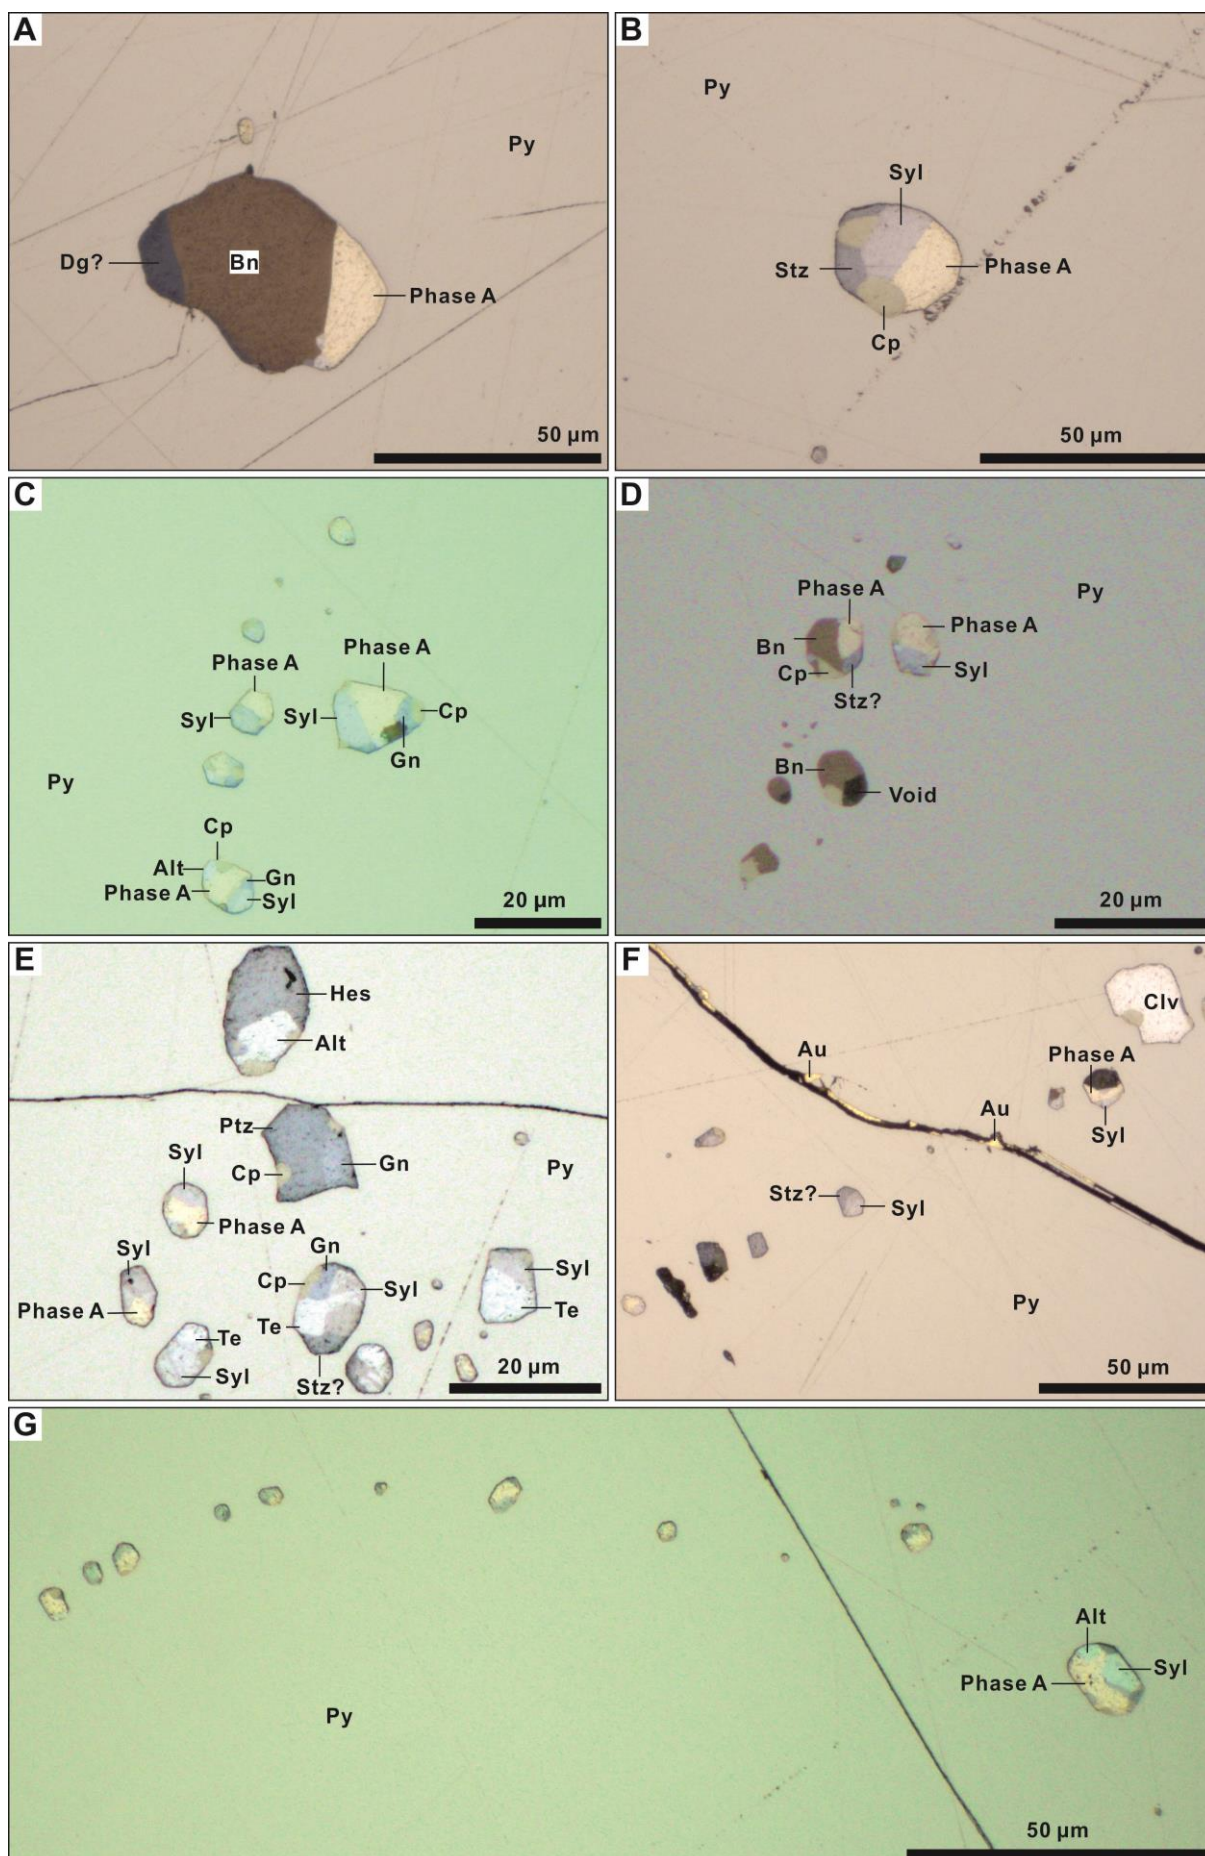 A
Py
Dg?
Bn
Phase A
50 µm
B
Py
Syl
Stz
Phase A
Cp
50 µm
C
Phase A
Phase A
Syl
Syl
Cp
Gn
Py
Cp
Alt
Gn
Phase A
Syl
20 µm
D
Phase A
Py
Phase A
Bn
Cp
Syl
Stz?
Bn
Void
20 µm
E
Hes
Alt
Ptz
Syl
Py
Cp
Gn
Phase A
Syl
Gn
Cp
Syl
Syl
Phase A
Te
Te
Te
Syl
Stz?
20 µm
F
Clv
Au
Phase A
Au
Syl
Stz?
Syl
Py
50 µm
G
Alt
Syl
Phase A
Py
50 µm